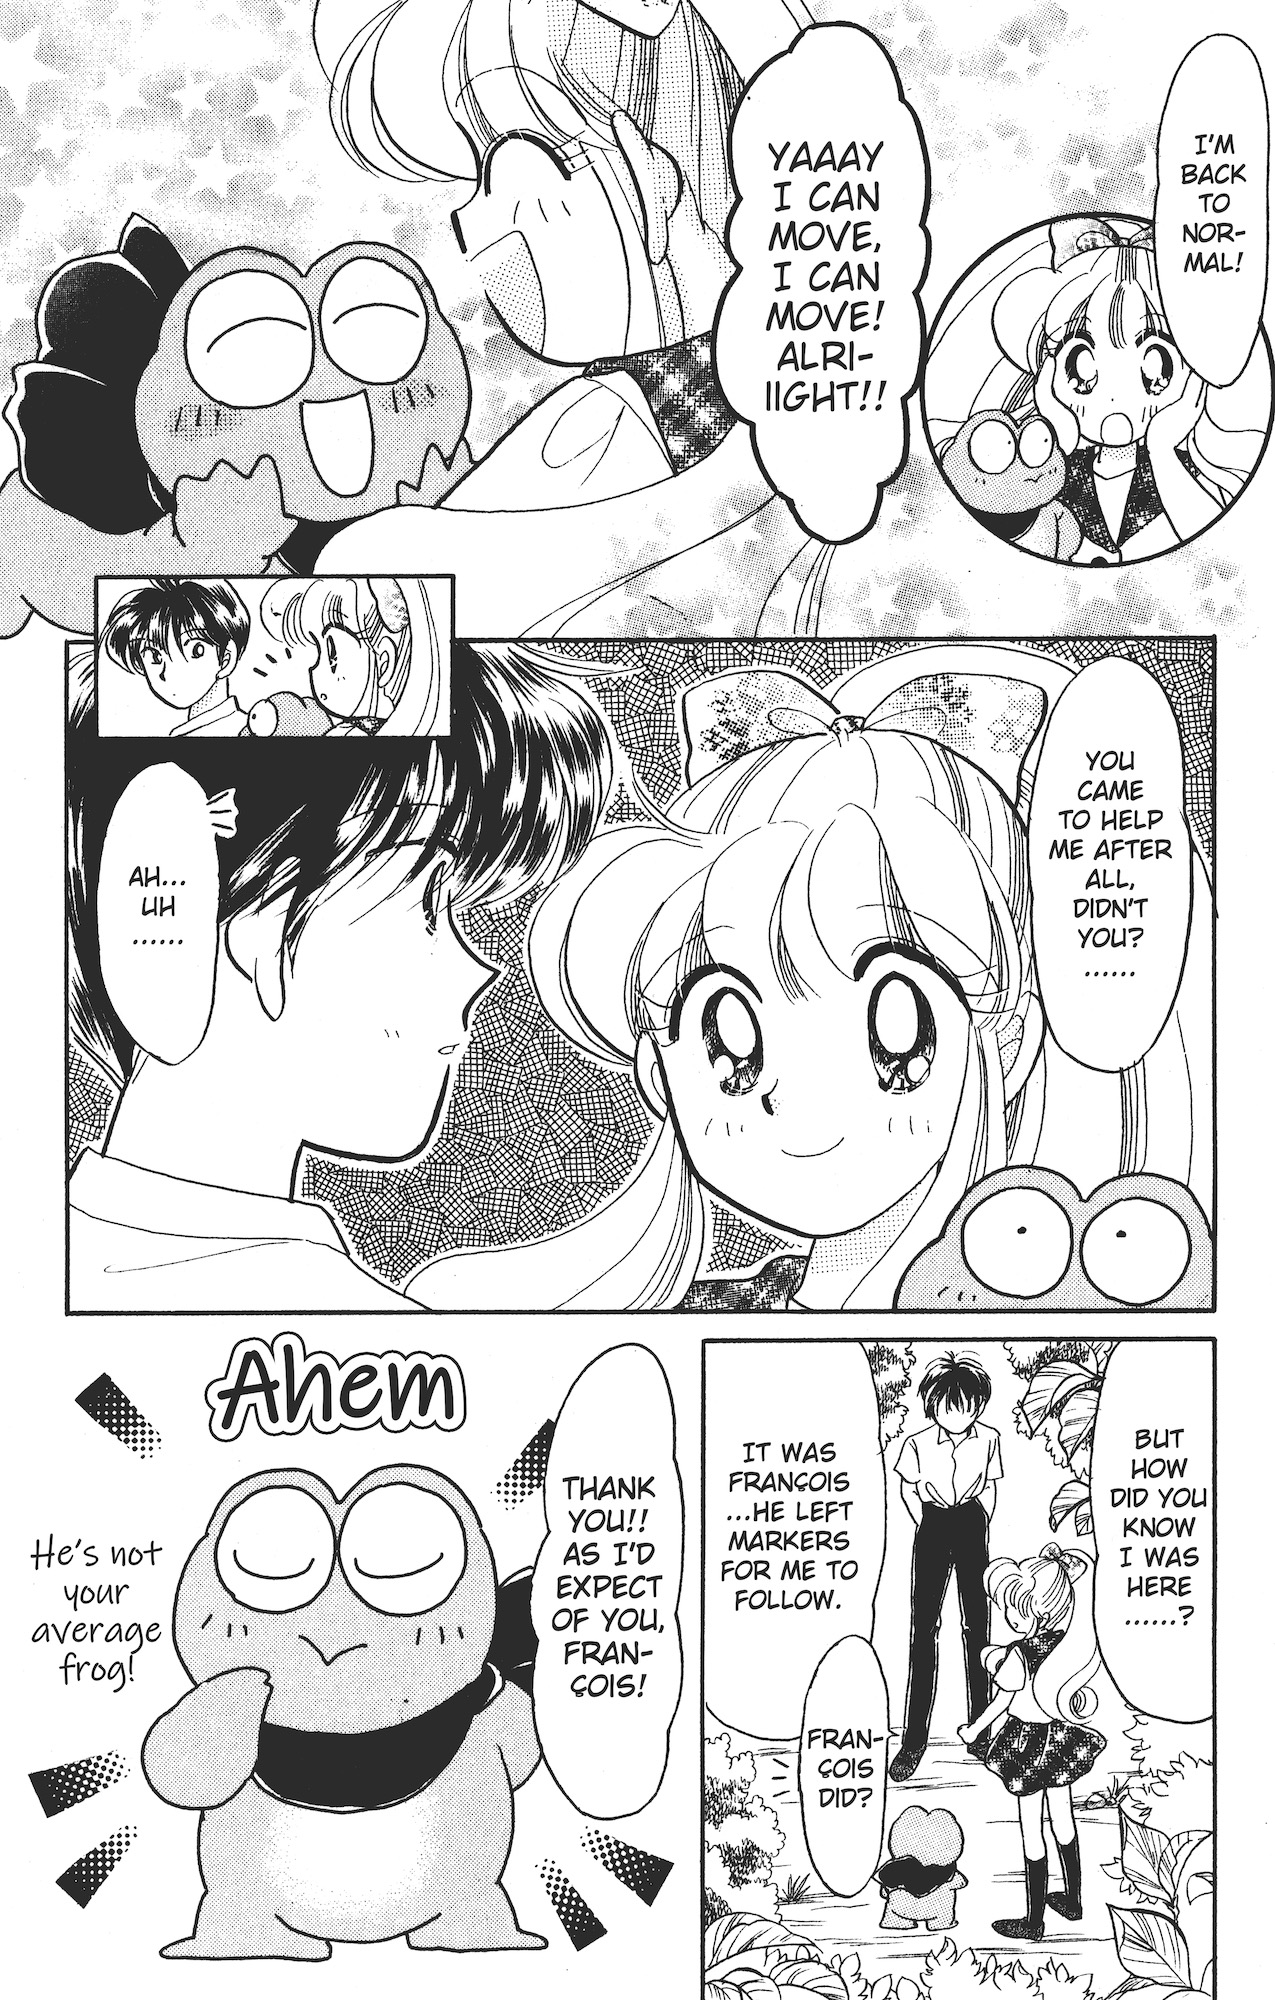 I'M
BACK
TO
NOR-
MAL!
YAAAY
I CAN
MOVE,
I CAN
MOVE!
ALRI-
IIGHT!!
YOU
CAME
TO HELP
ME AFTER
ALL,
DIDN'T
YOU?
......
AH...
UH
......
BUT
HOW
DID YOU
KNOW
I WAS
HERE
......?
IT WAS
FRANÇOIS
...HE LEFT
MARKERS
FOR ME TO
FOLLOW.
FRAN-
ÇOIS
DID?
THANK
YOU!!
AS I'D
EXPECT
OF YOU,
FRAN-
ÇOIS!
Ahem
He's not
your
average
frog!